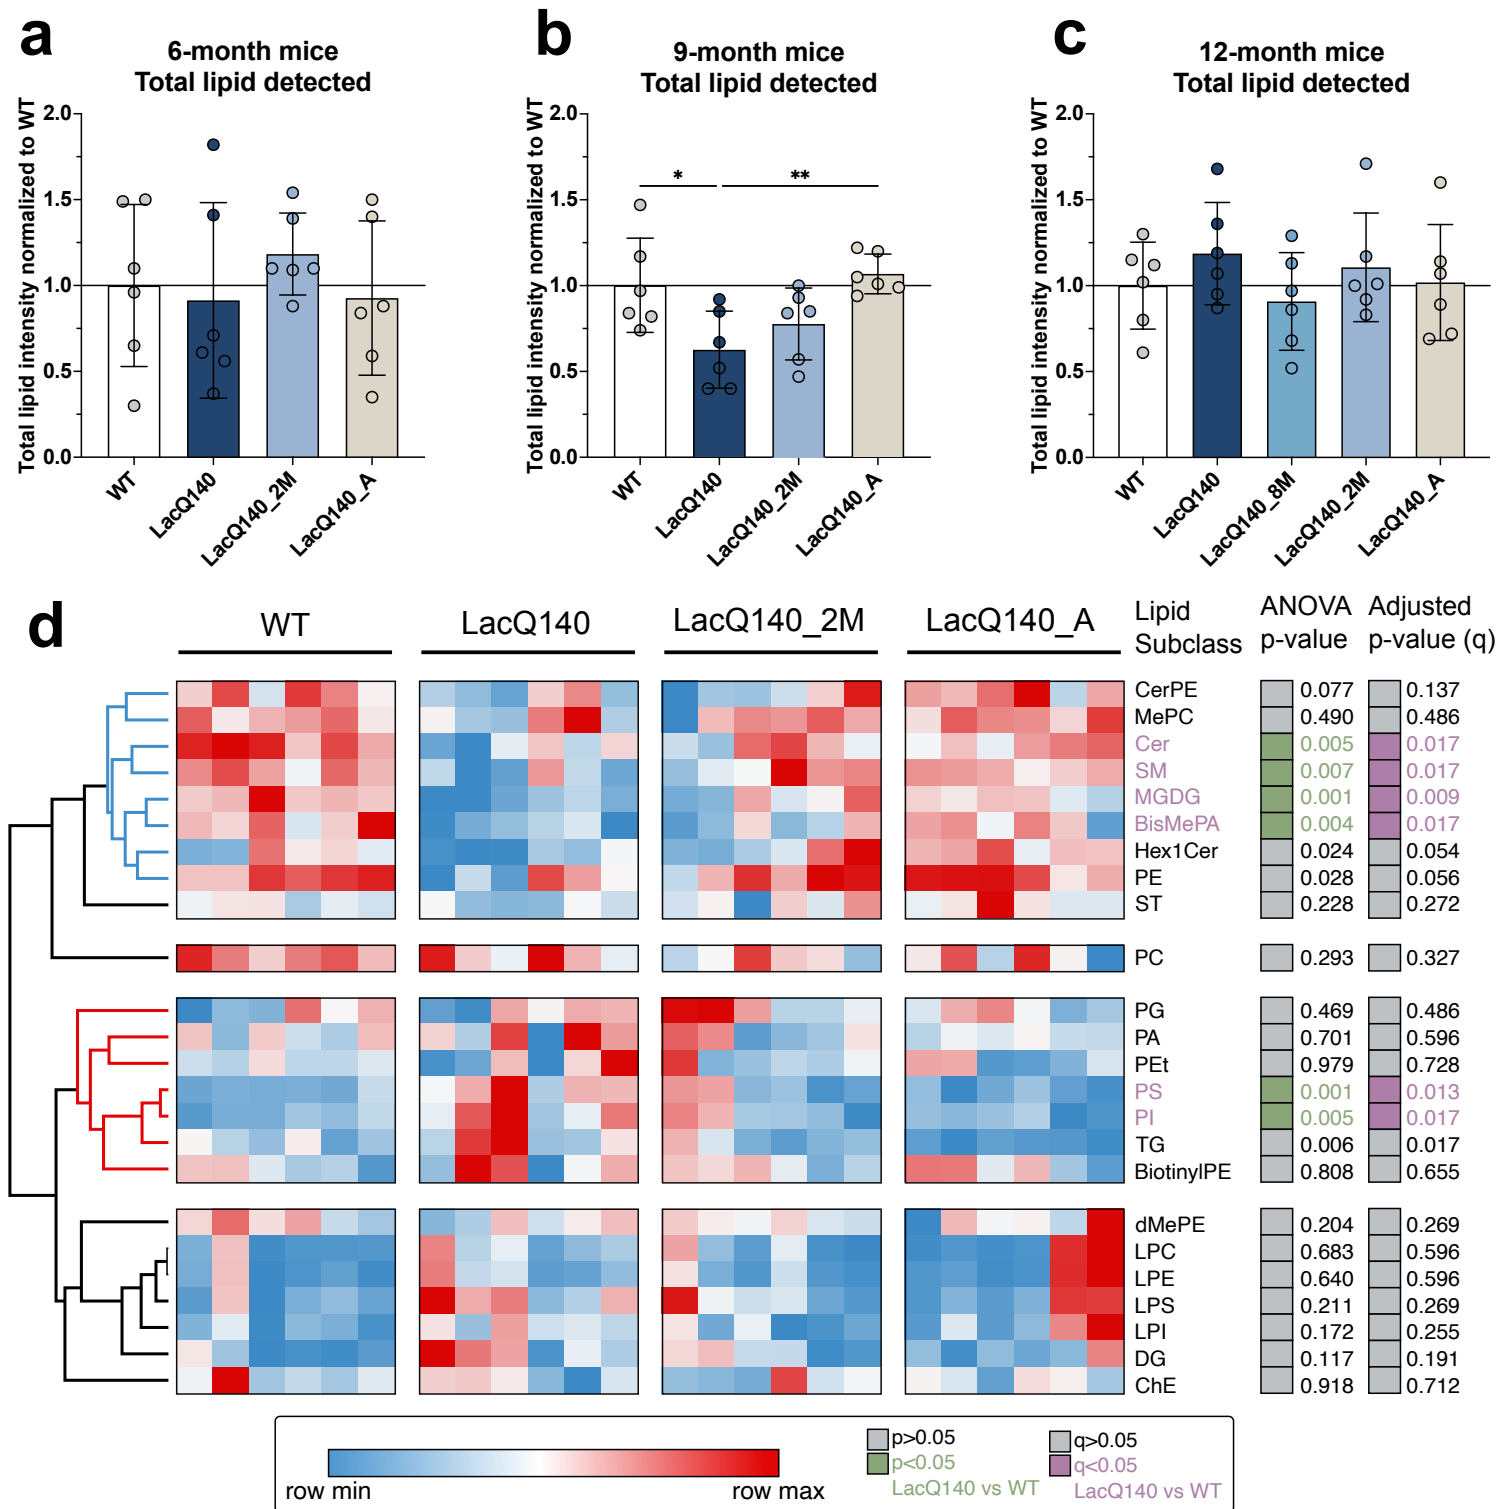 a
6-month mice
Total lipid detected
Total lipid intensity normalized to WT
2.0
1.5
1.0
0.5
0.0
WT
LacQ140
LacQ140_2M
LacQ140_A
b
9-month mice
Total lipid detected
Total lipid intensity normalized to WT
2.0
1.5
1.0
0.5
0.0
*
**
WT
LacQ140
LacQ140_2M
LacQ140_A
c
12-month mice
Total lipid detected
Total lipid intensity normalized to WT
2.0
1.5
1.0
0.5
0.0
WT
LacQ140
LacQ140_8M
LacQ140_2M
LacQ140_A
d
WT LacQ140 LacQ140_2M LacQ140_A
Lipid Subclass
ANOVA p-value
Adjusted p-value (q)
CerPE 0.077 0.137
MePC 0.490 0.486
Cer 0.005 0.017
SM 0.007 0.017
MGDG 0.001 0.009
BisMePA 0.004 0.017
Hex1Cer 0.024 0.054
PE 0.028 0.056
ST 0.228 0.272
PC 0.293 0.327
PG 0.469 0.486
PA 0.701 0.596
PEt 0.979 0.728
PS 0.001 0.013
PI 0.005 0.017
TG 0.006 0.017
BiotinylPE 0.808 0.655
dMePE 0.204 0.269
LPC 0.683 0.596
LPE 0.640 0.596
LPS 0.211 0.269
LPI 0.172 0.255
DG 0.117 0.191
ChE 0.918 0.712
row min row max
p>0.05
p<0.05
LacQ140 vs WT
q>0.05
q<0.05
LacQ140 vs WT